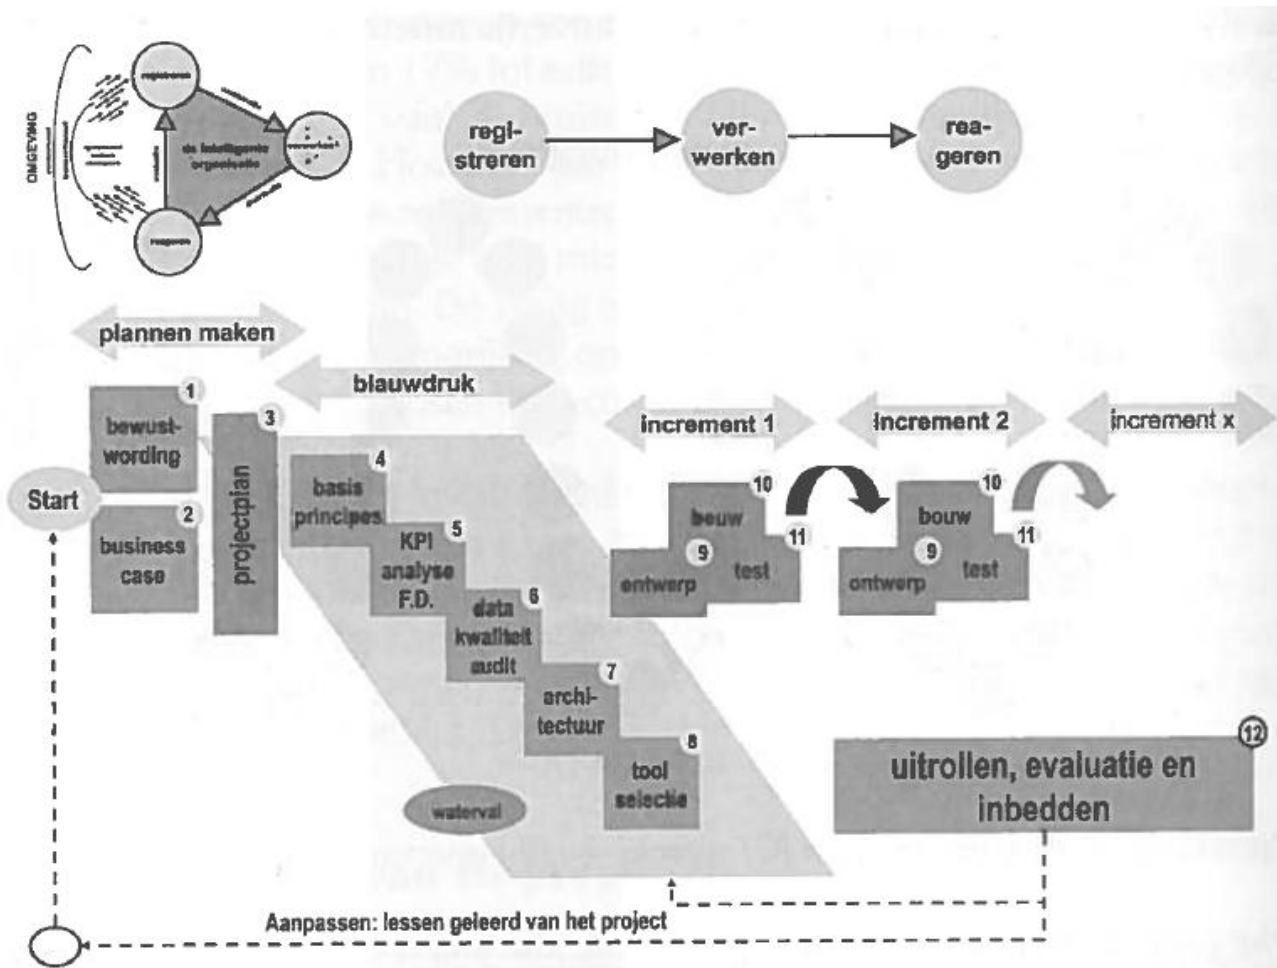 OMGEVING
registreren
de intelligente
organisatie
reageren
regi-
streren
ver-
werken
rea-
geren
plannen maken
blauwdruk
increment 1
increment 2
increment x
Start
1
bewust-
wording
2
business
case
3
projectplan
4
basis
principes
5
KPI
analyse
F.D.
6
data
kwaliteit
audit
7
archi-
tectuur
8
tool
selectie
waterval
9
ontwerp
10
bouw
11
test
9
ontwerp
10
bouw
11
test
12
uitrollen, evaluatie en
inbedden
Aanpassen: lessen geleerd van het project